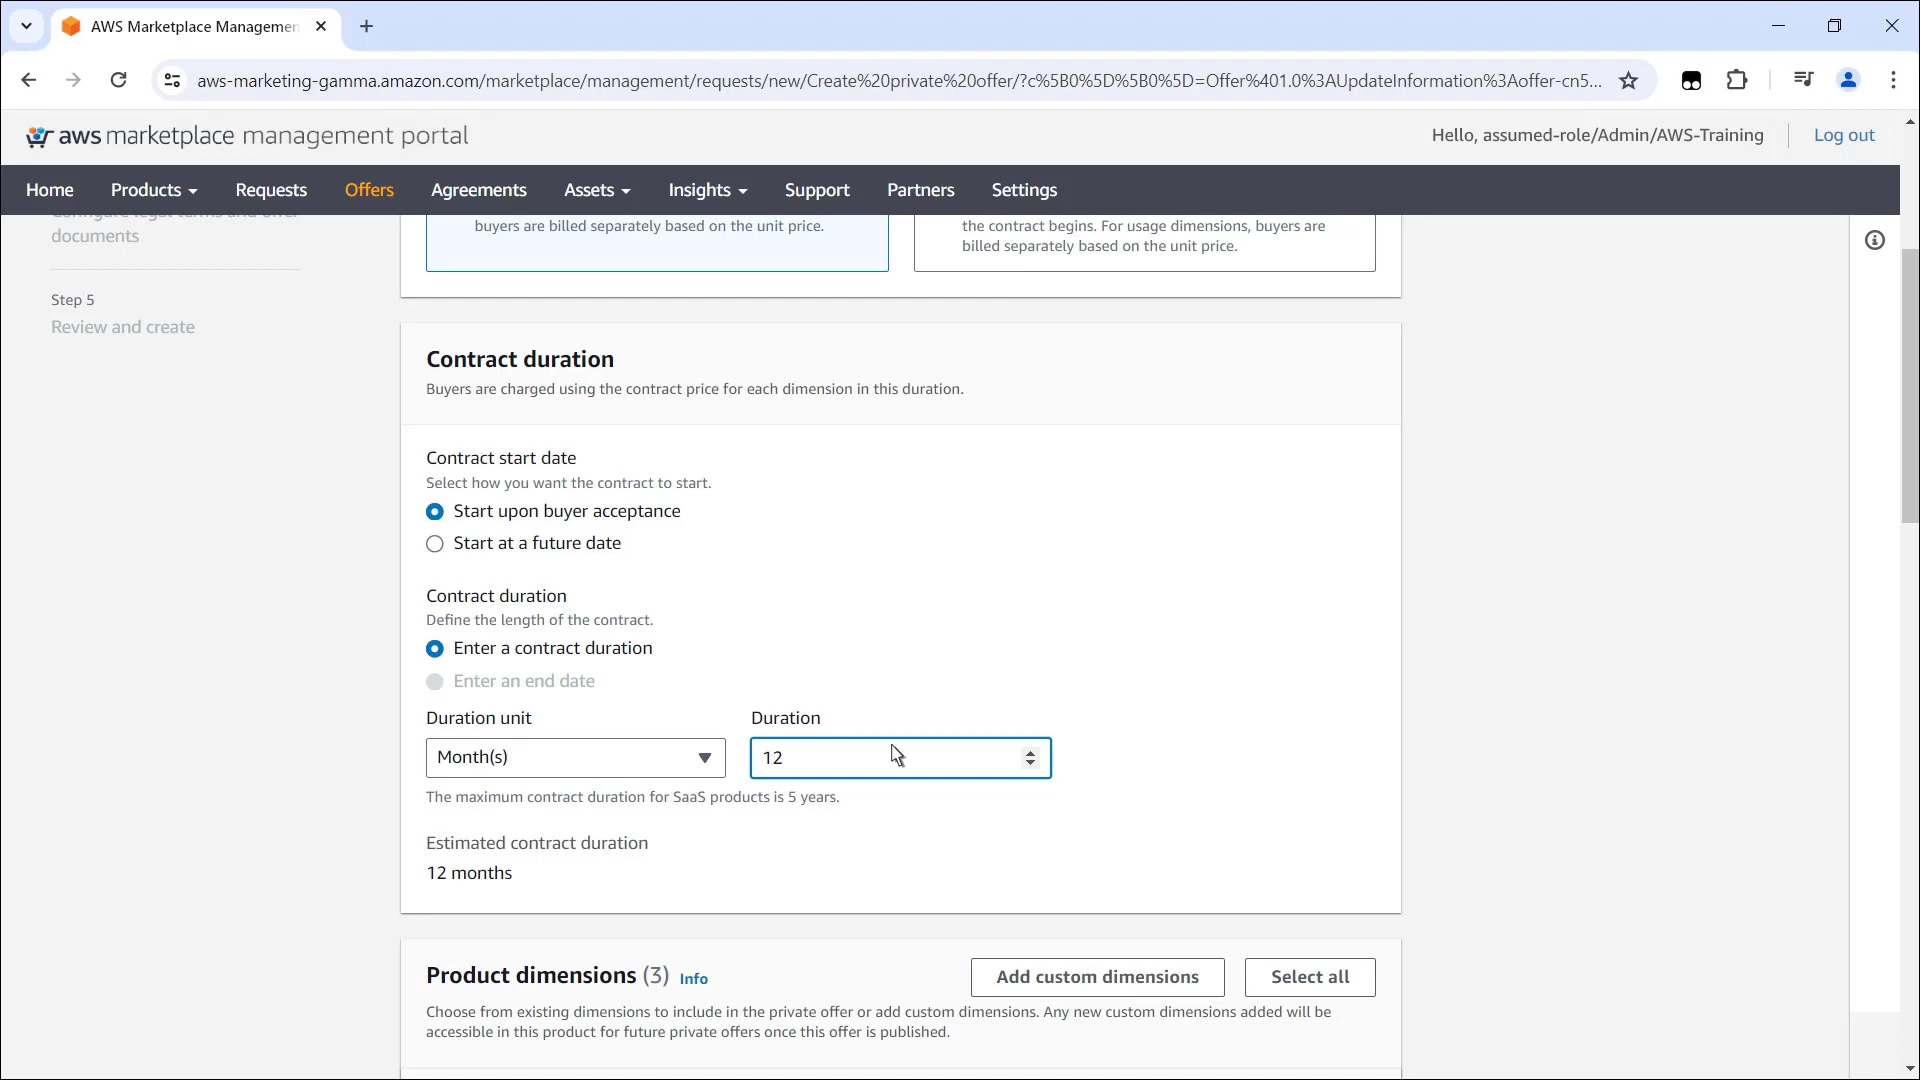 AWS Marketplace Managemen
aws-marketing-gamma.amazon.com/marketplace/management/requests/new/Create%20private%20offer/?c%5B0%5D%5B0%5D=Offer%401.0%3AUpdateInformation%3Aoffer-cn5...
aws marketplace management portal
Hello, assumed-role/Admin/AWS-Training
Log out
Home Products Requests Offers Agreements Assets Insights Support Partners Settings
Configure legal terms and offer
documents
Step 5
Review and create
buyers are billed separately based on the unit price.
the contract begins. For usage dimensions, buyers are
billed separately based on the unit price.
Contract duration
Buyers are charged using the contract price for each dimension in this duration.
Contract start date
Select how you want the contract to start.
Start upon buyer acceptance
Start at a future date
Contract duration
Define the length of the contract.
Enter a contract duration
Enter an end date
Duration unit Duration
Month(s) 12
The maximum contract duration for SaaS products is 5 years.
Estimated contract duration
12 months
Product dimensions (3) Info
Add custom dimensions Select all
Choose from existing dimensions to include in the private offer or add custom dimensions. Any new custom dimensions added will be
accessible in this product for future private offers once this offer is published.